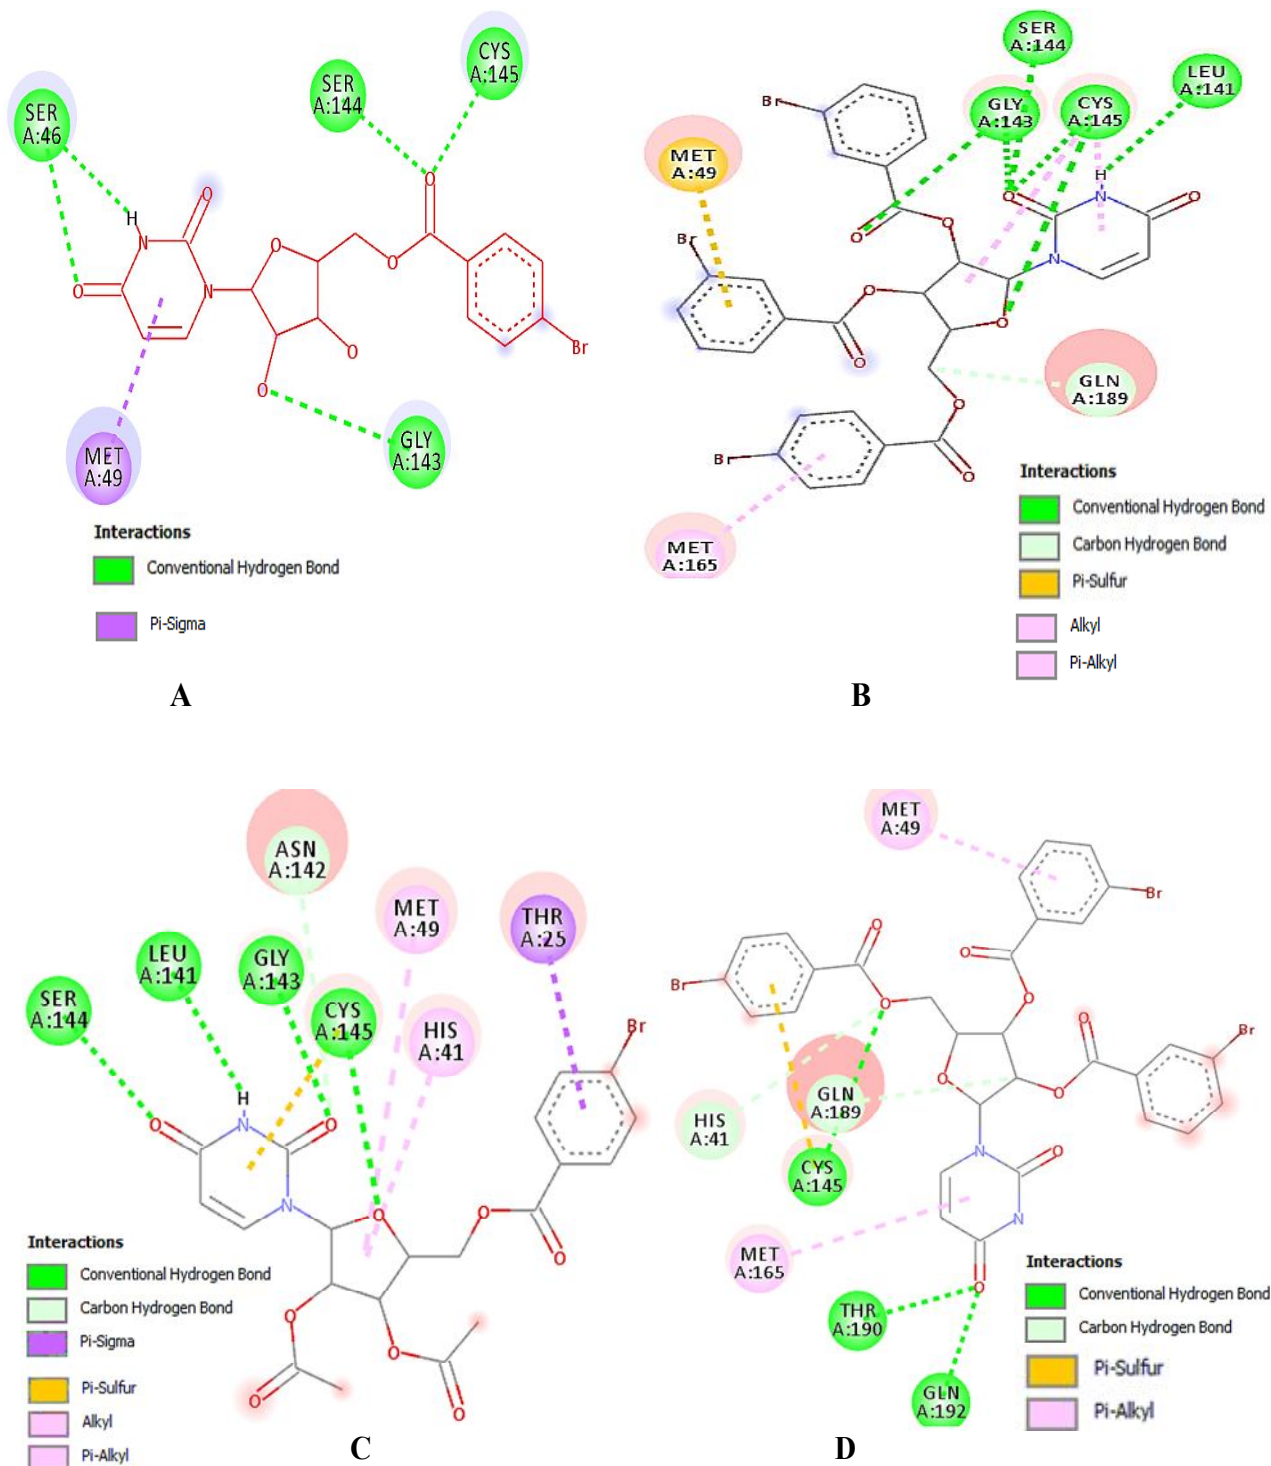 SER
A:46
SER
A:144
CYS
A:145
O
H
N
O
O
O
N
O
O
O
O
Br
MET
A:49
GLY
A:143
Interactions
Conventional Hydrogen Bond
Pi-Sigma
A
SER
A:144
LEU
A:141
GLY
A:143
CYS
A:145
Br
MET
A:49
H
N
O
O
O
O
Br
N
O
O
O
O
GLN
A:189
O
Br
O
MET
A:165
Interactions
Conventional Hydrogen Bond
Carbon Hydrogen Bond
Pi-Sulfur
Alkyl
Pi-Alkyl
B
ASN
A:142
MET
A:49
THR
A:25
LEU
A:141
GLY
A:143
SER
A:144
CYS
A:145
HIS
A:41
Br
H
N
O
O
N
O
O
O
O
O
O
O
Interactions
Conventional Hydrogen Bond
Carbon Hydrogen Bond
Pi-Sigma
Pi-Sulfur
Alkyl
Pi-Alkyl
C
MET
A:49
Br
O
O
Br
O
O
O
Br
O
O
HIS
A:41
GLN
A:189
CYS
A:145
N
O
N
O
MET
A:165
THR
A:190
GLN
A:192
Interactions
Conventional Hydrogen Bond
Carbon Hydrogen Bond
Pi-Sulfur
Pi-Alkyl
D